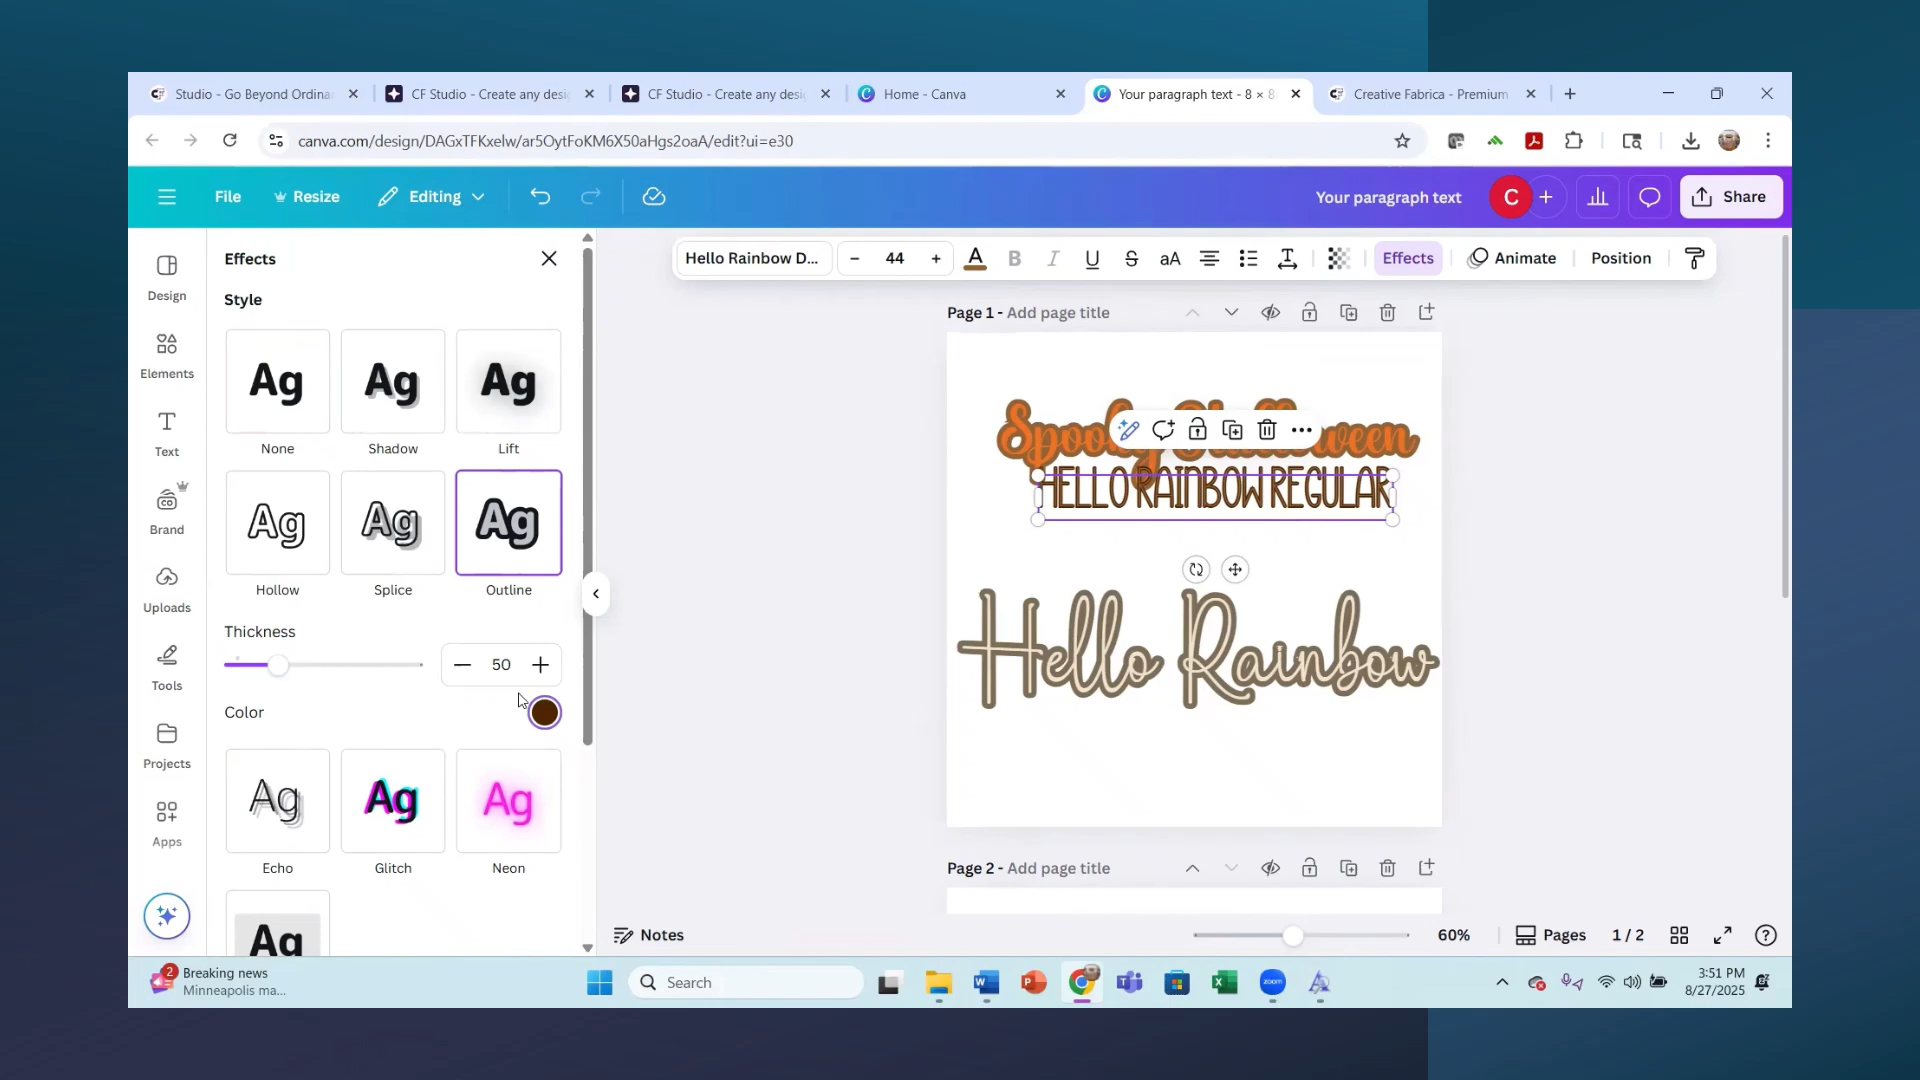 Studio - Go Beyond Ordina
CF Studio - Create any desi
CF Studio - Create any desi
Home - Canva
Your paragraph text - 8 × 8
Creative Fabrica - Premium
canva.com/design/DAGxTFKxelw/ar5OytFoKM6X50aHgs2oaA/edit?ui=e30
File
Resize
Editing
Your paragraph text
C
Share
Hello Rainbow D...
44
A
B
I
U
S
aA
Effects
Animate
Position
Design
Elements
Text
Brand
Uploads
Tools
Projects
Apps
Effects
Style
Ag
Ag
Ag
None
Shadow
Lift
Ag
Ag
Ag
Hollow
Splice
Outline
Thickness
50
Color
Ag
Ag
Ag
Echo
Glitch
Neon
Ag
Page 1 - Add page title
Spooky Halloween
HELLO RAINBOW REGULAR
Hello Rainbow
Page 2 - Add page title
Notes
60%
Pages
1 / 2
2
Breaking news
Minneapolis ma...
Search
zoom
3:51 PM
8/27/2025